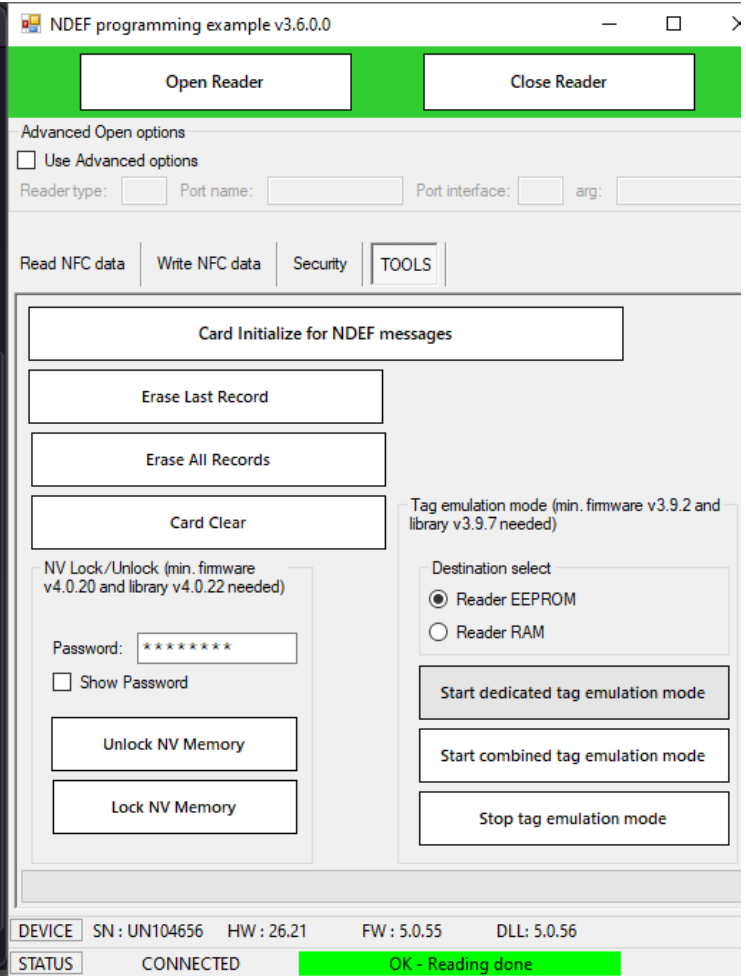 NDEF programming example v3.6.0.0
Open Reader
Close Reader
Advanced Open options
Use Advanced options
Reader type:
Port name:
Port interface:
arg:
Read NFC data
Write NFC data
Security
TOOLS
Card Initialize for NDEF messages
Erase Last Record
Erase All Records
Card Clear
NV Lock/Unlock (min. firmware
v4.0.20 and library v4.0.22 needed)
Password: ********
Show Password
Unlock NV Memory
Lock NV Memory
Tag emulation mode (min. firmware v3.9.2 and
library v3.9.7 needed)
Destination select
Reader EEPROM
Reader RAM
Start dedicated tag emulation mode
Start combined tag emulation mode
Stop tag emulation mode
DEVICE SN : UN104656 HW : 26.21 FW : 5.0.55 DLL: 5.0.56
STATUS CONNECTED OK - Reading done